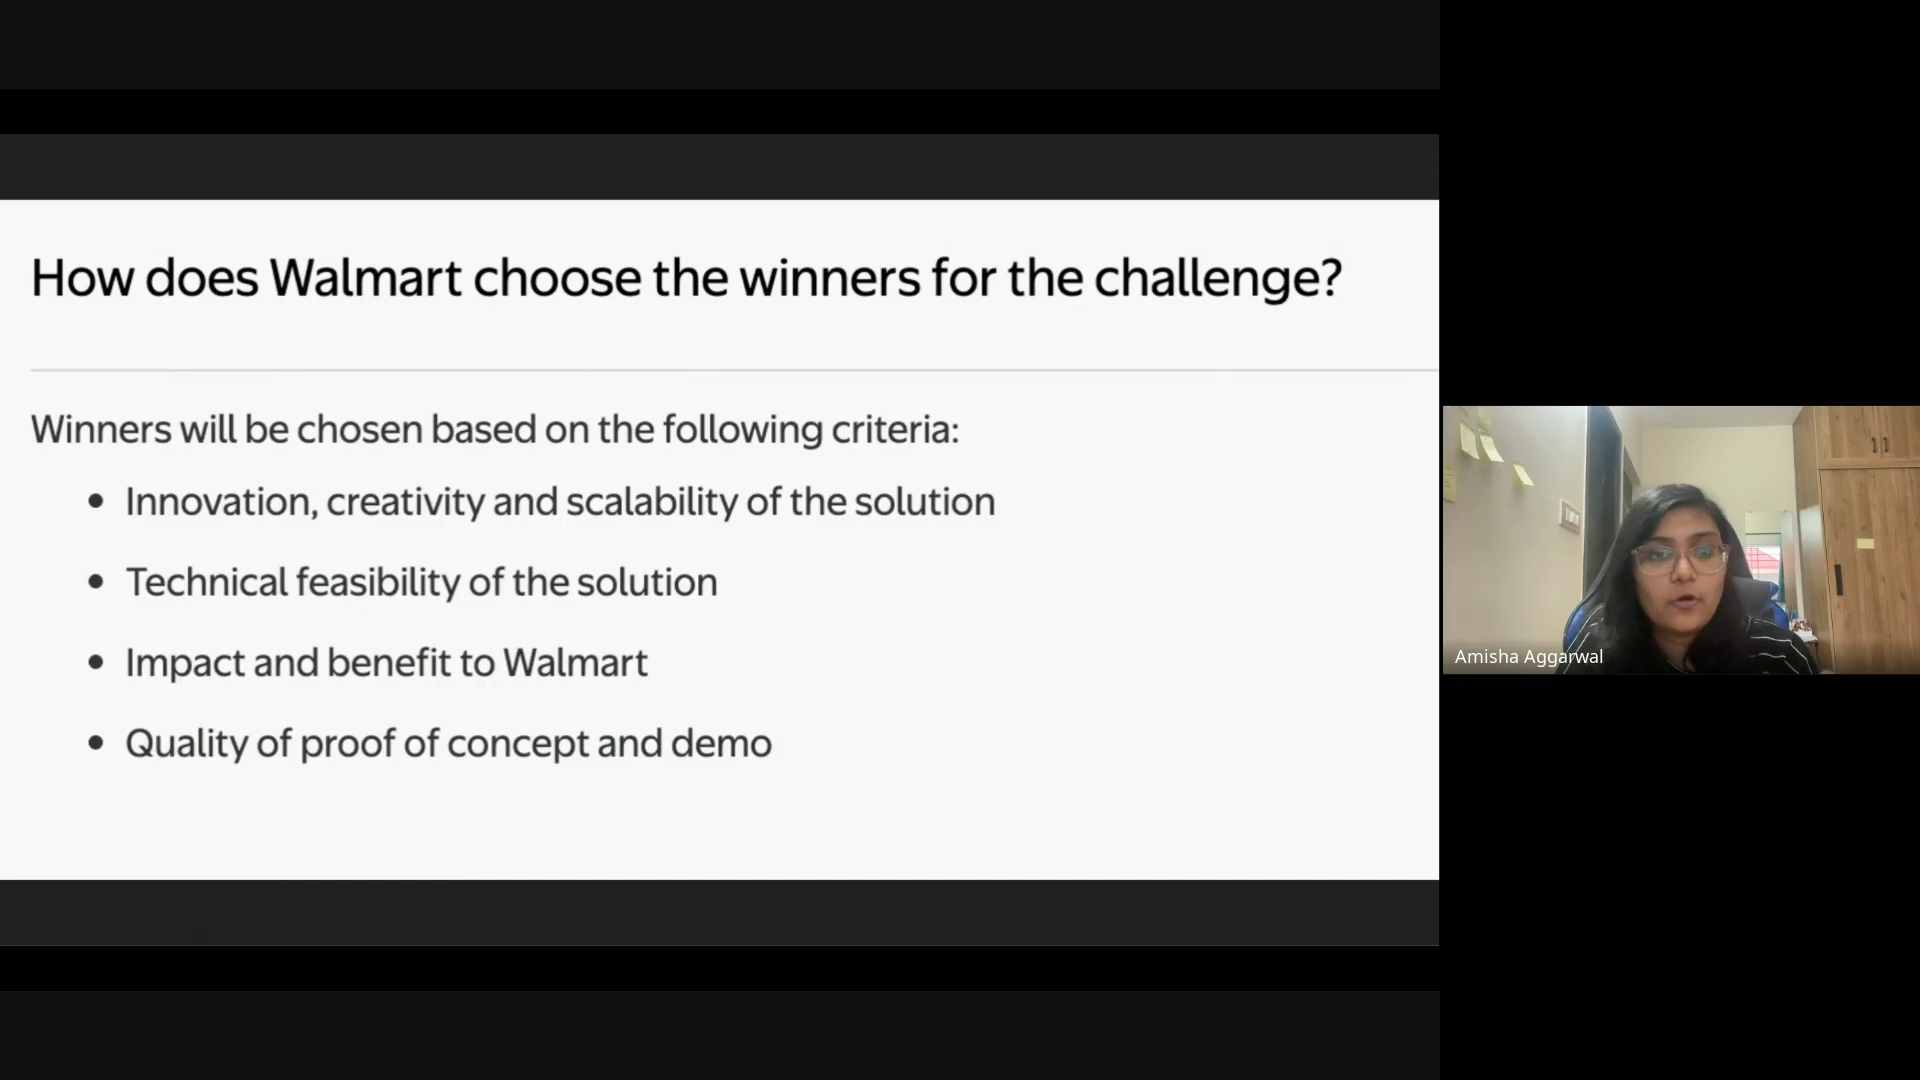 How does Walmart choose the winners for the challenge?
Winners will be chosen based on the following criteria:
• Innovation, creativity and scalability of the solution
• Technical feasibility of the solution
• Impact and benefit to Walmart
• Quality of proof of concept and demo
Amisha Aggarwal